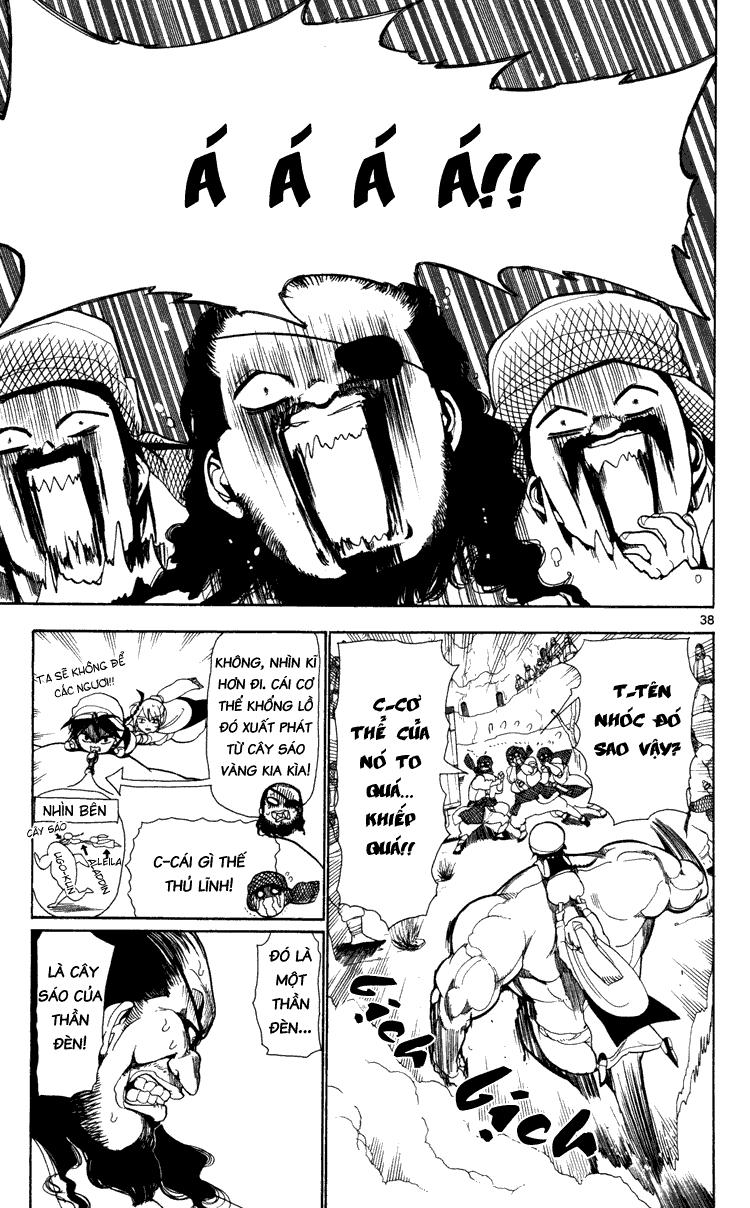 Á Á Á Á!!
38
T-TÊN
NHÓC ĐÓ
SAO VẬY?
C-CƠ
THỂ CỦA
NÓ TO
QUÁ...
KHIẾP
QUÁ!!
BỊCH
BỊCH
KHÔNG, NHÌN KĨ
HƠN ĐI. CÁI CƠ
THỂ KHỔNG LỒ
ĐÓ XUẤT PHÁT
TỪ CÂY SÁO
VÀNG KIA KÌA!
TA SẼ KHÔNG ĐỂ
CÁC NGƯƠI!!
NHÌN BÊN
CÂY SÁO
UGO-KUN
ALADDIN
LEILA
C-CÁI GÌ THẾ
THỦ LĨNH!
ĐÓ LÀ
MỘT
THẦN
ĐÈN...
LÀ CÂY
SÁO CỦA
THẦN
ĐÈN!